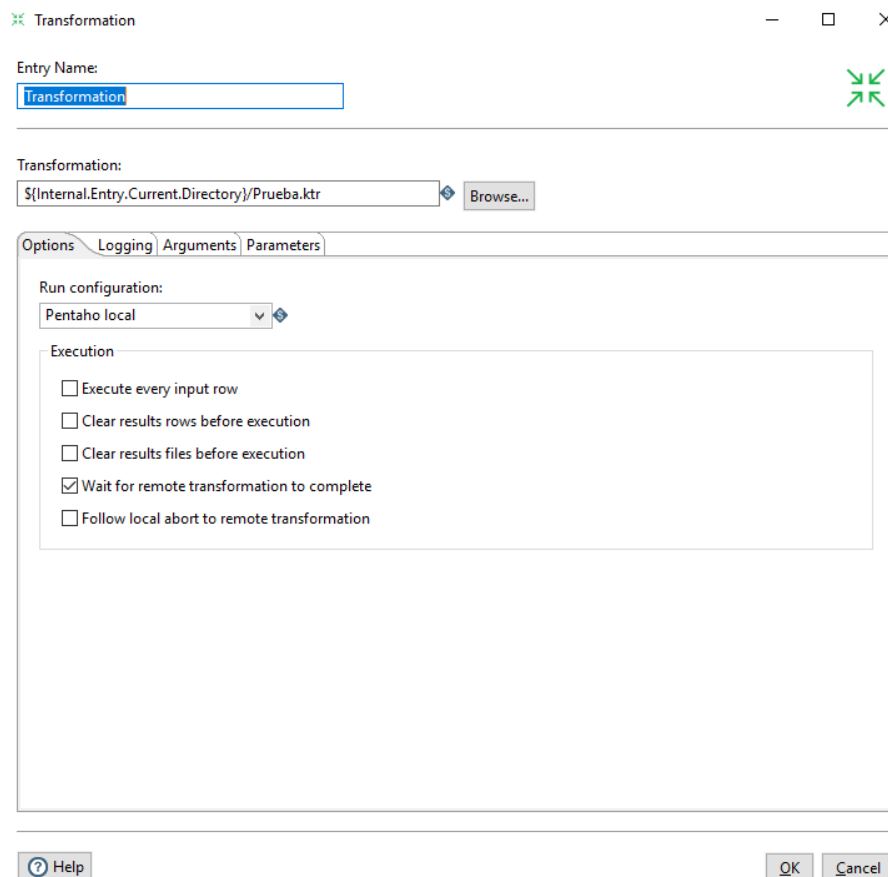 Transformation
Entry Name:
Transformation
Transformation:
${Internal.Entry.Current.Directory}/Prueba.ktr
Browse...
Options Logging Arguments Parameters
Run configuration:
Pentaho local
Execution
Execute every input row
Clear results rows before execution
Clear results files before execution
Wait for remote transformation to complete
Follow local abort to remote transformation
Help OK Cancel